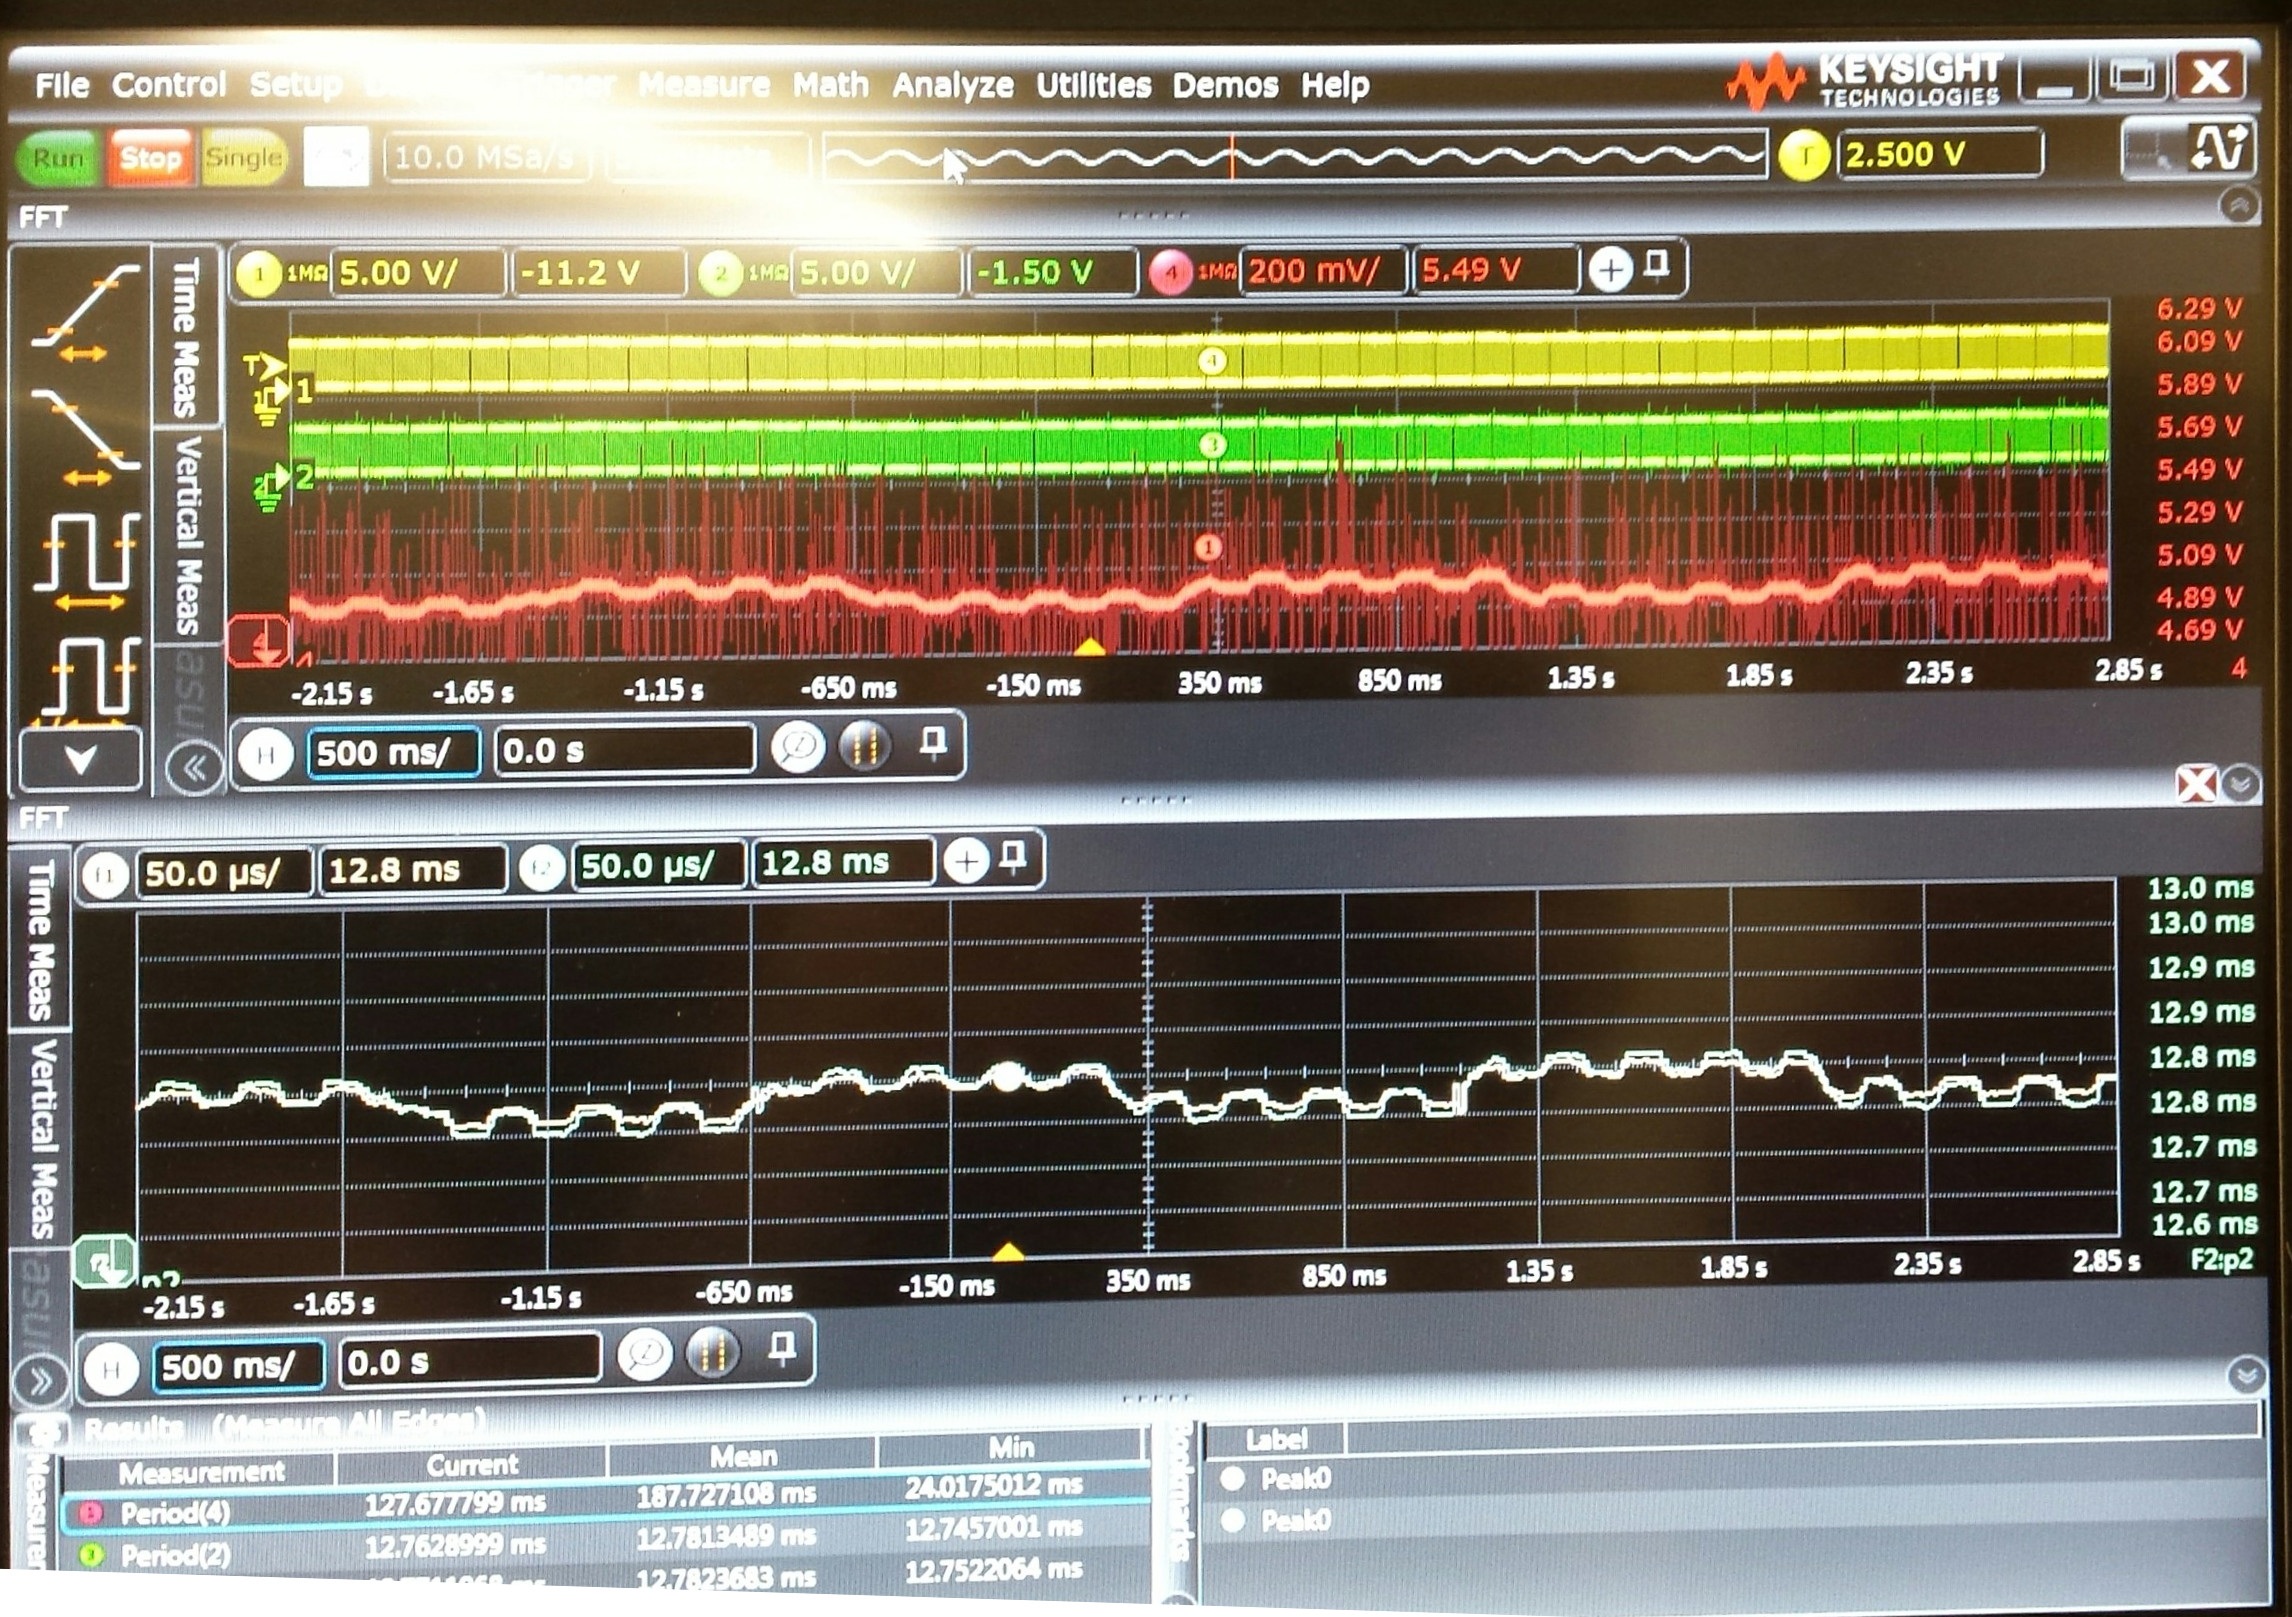 File Control Setup Trigger Measure Math Analyze Utilities Demos Help
KEYSIGHT
TECHNOLOGIES
Run Stop Single 10.0 MSa/s T 2.500 V
FFT
1 1MΩ 5.00 V/ -11.2 V 2 1MΩ 5.00 V/ -1.50 V 4 1MΩ 200 mV/ 5.49 V
Time Meas
Vertical Meas
T
1
2
4
4
3
1
6.29 V
6.09 V
5.89 V
5.69 V
5.49 V
5.29 V
5.09 V
4.89 V
4.69 V
-2.15 s -1.65 s -1.15 s -650 ms -150 ms 350 ms 850 ms 1.35 s 1.85 s 2.35 s 2.85 s 4
H 500 ms/ 0.0 s
FFT
f1 50.0 µs/ 12.8 ms f2 50.0 µs/ 12.8 ms
Time Meas
Vertical Meas
13.0 ms
13.0 ms
12.9 ms
12.9 ms
12.8 ms
12.8 ms
12.7 ms
12.7 ms
12.6 ms
F2:p2
-2.15 s -1.65 s -1.15 s -650 ms -150 ms 350 ms 850 ms 1.35 s 1.85 s 2.35 s 2.85 s
H 500 ms/ 0.0 s
Results (Measure All Edges)
Measurement Current Mean Min
Period(4) 127.677799 ms 187.727108 ms 24.0175012 ms
3 Period(2) 12.7628999 ms 12.7813489 ms 12.7457001 ms
12.7823683 ms 12.7522064 ms
Bookmarks
Label
Peak0
Peak0